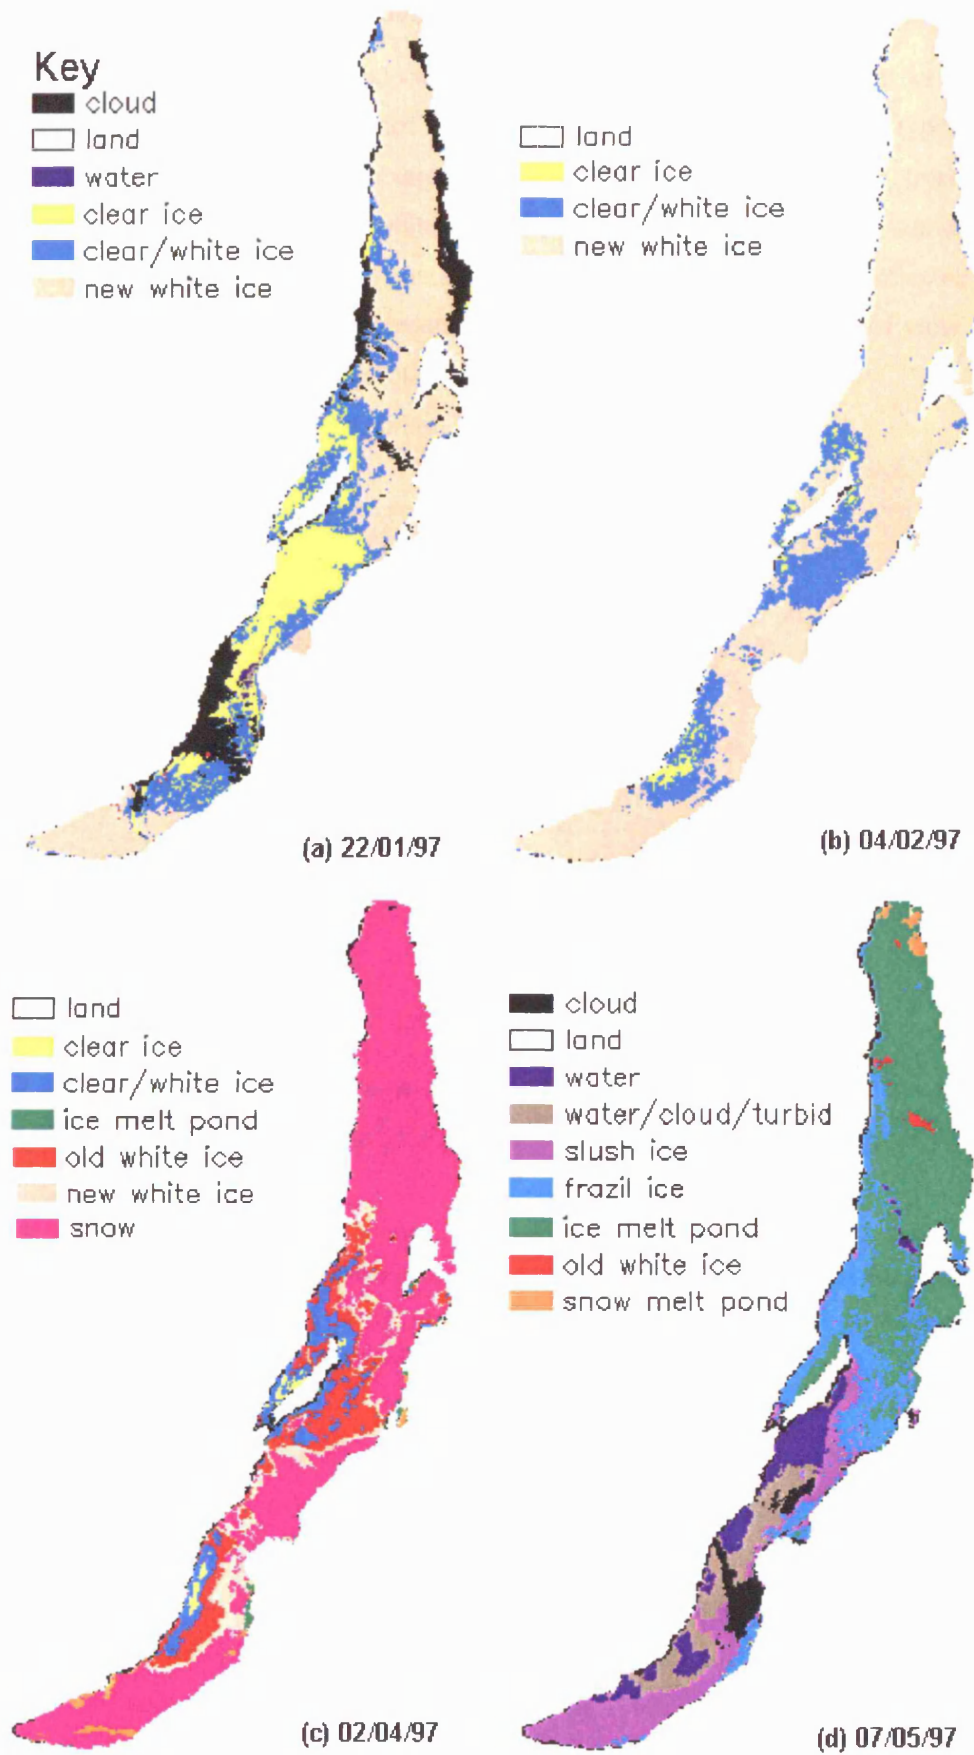 Key
cloud
land
water
clear ice
clear/white ice
new white ice
(a) 22/01/97
land
clear ice
clear/white ice
new white ice
(b) 04/02/97
land
clear ice
clear/white ice
ice melt pond
old white ice
new white ice
snow
(c) 02/04/97
cloud
land
water
water/cloud/turbid
slush ice
frazil ice
ice melt pond
old white ice
snow melt pond
(d) 07/05/97